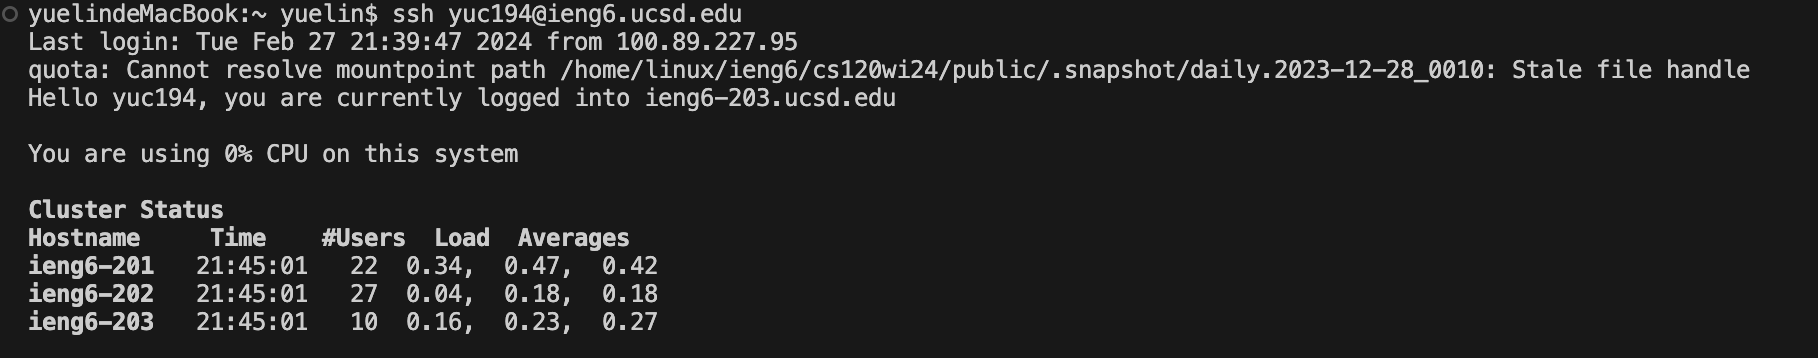 yuelindeMacBook:~ yuelin$ ssh yuc194@ieng6.ucsd.edu
Last login: Tue Feb 27 21:39:47 2024 from 100.89.227.95
quota: Cannot resolve mountpoint path /home/linux/ieng6/cs120wi24/public/.snapshot/daily.2023-12-28_0010: Stale file handle
Hello yuc194, you are currently logged into ieng6-203.ucsd.edu

You are using 0% CPU on this system

Cluster Status
Hostname     Time    #Users  Load  Averages
ieng6-201   21:45:01   22  0.34,  0.47,  0.42
ieng6-202   21:45:01   27  0.04,  0.18,  0.18
ieng6-203   21:45:01   10  0.16,  0.23,  0.27